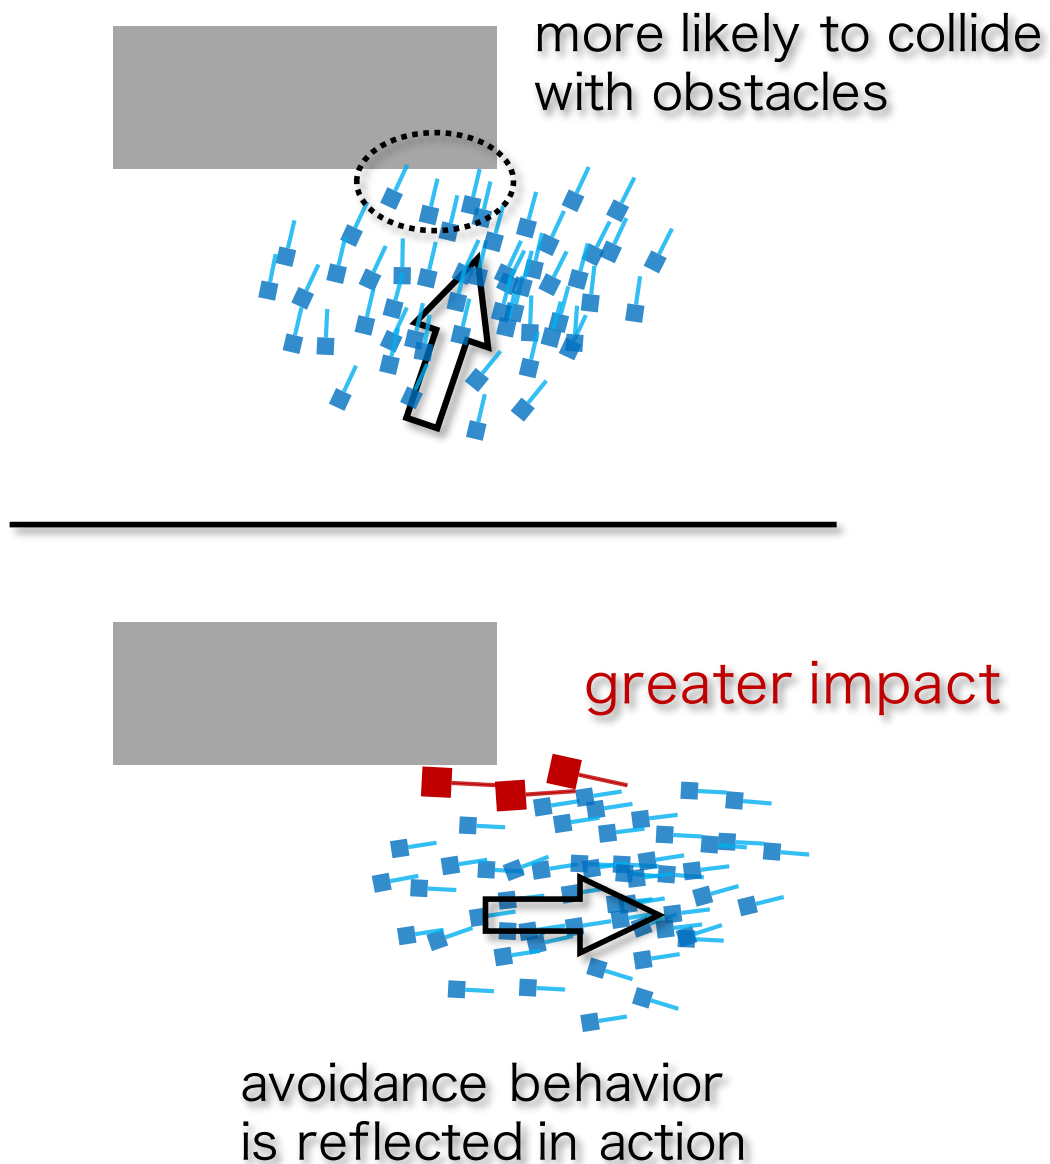 more likely to collide
with obstacles
greater impact
avoidance behavior
is reflected in action